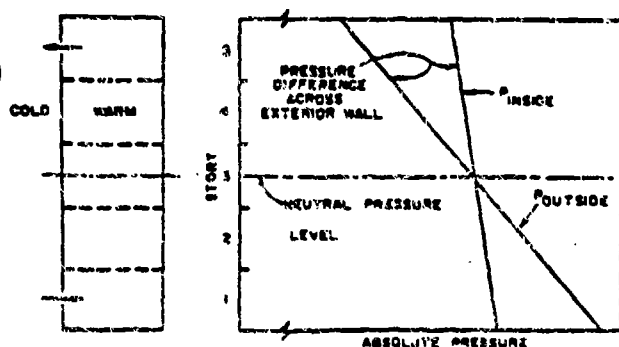 COLD
WARM
STORY
3
2
1
PRESSURE
DIFFERENCE
ACROSS
EXTERIOR WALL
PINSIDE
NEUTRAL PRESSURE
LEVEL
POUTSIDE
ABSOLUTE PRESSURE